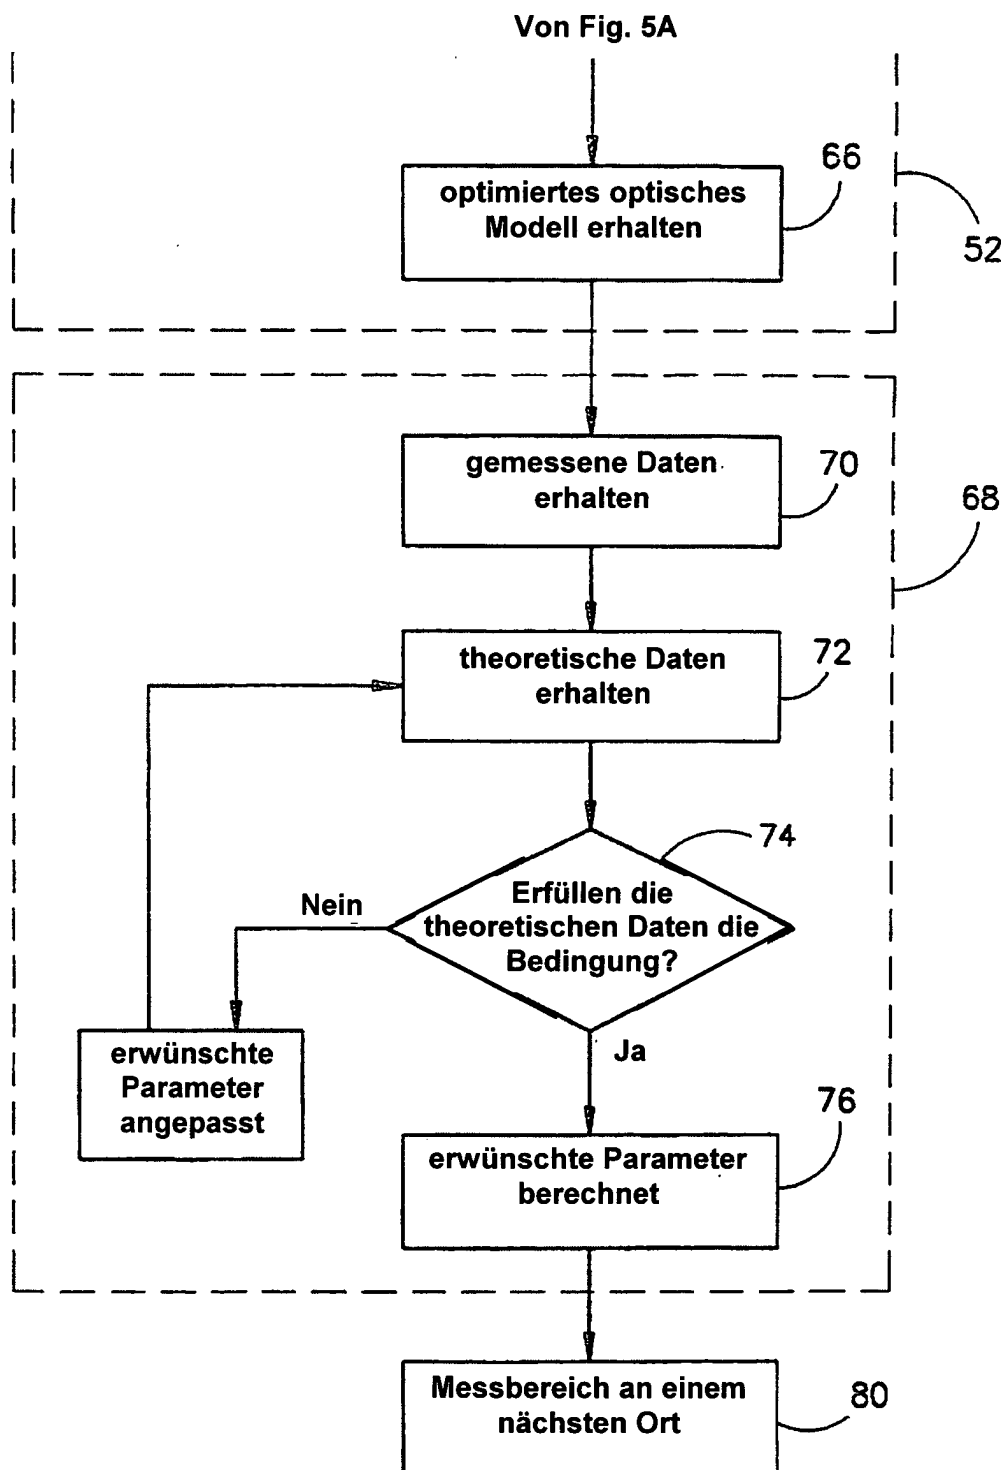 Von Fig. 5A
optimiertes optisches
Modell erhalten
66
52
gemessene Daten
erhalten
70
68
theoretische Daten
erhalten
72
74
Erfüllen die
theoretischen Daten die
Bedingung?
Nein
Ja
erwünschte
Parameter
angepasst
erwünschte Parameter
berechnet
76
Messbereich an einem
nächsten Ort
80